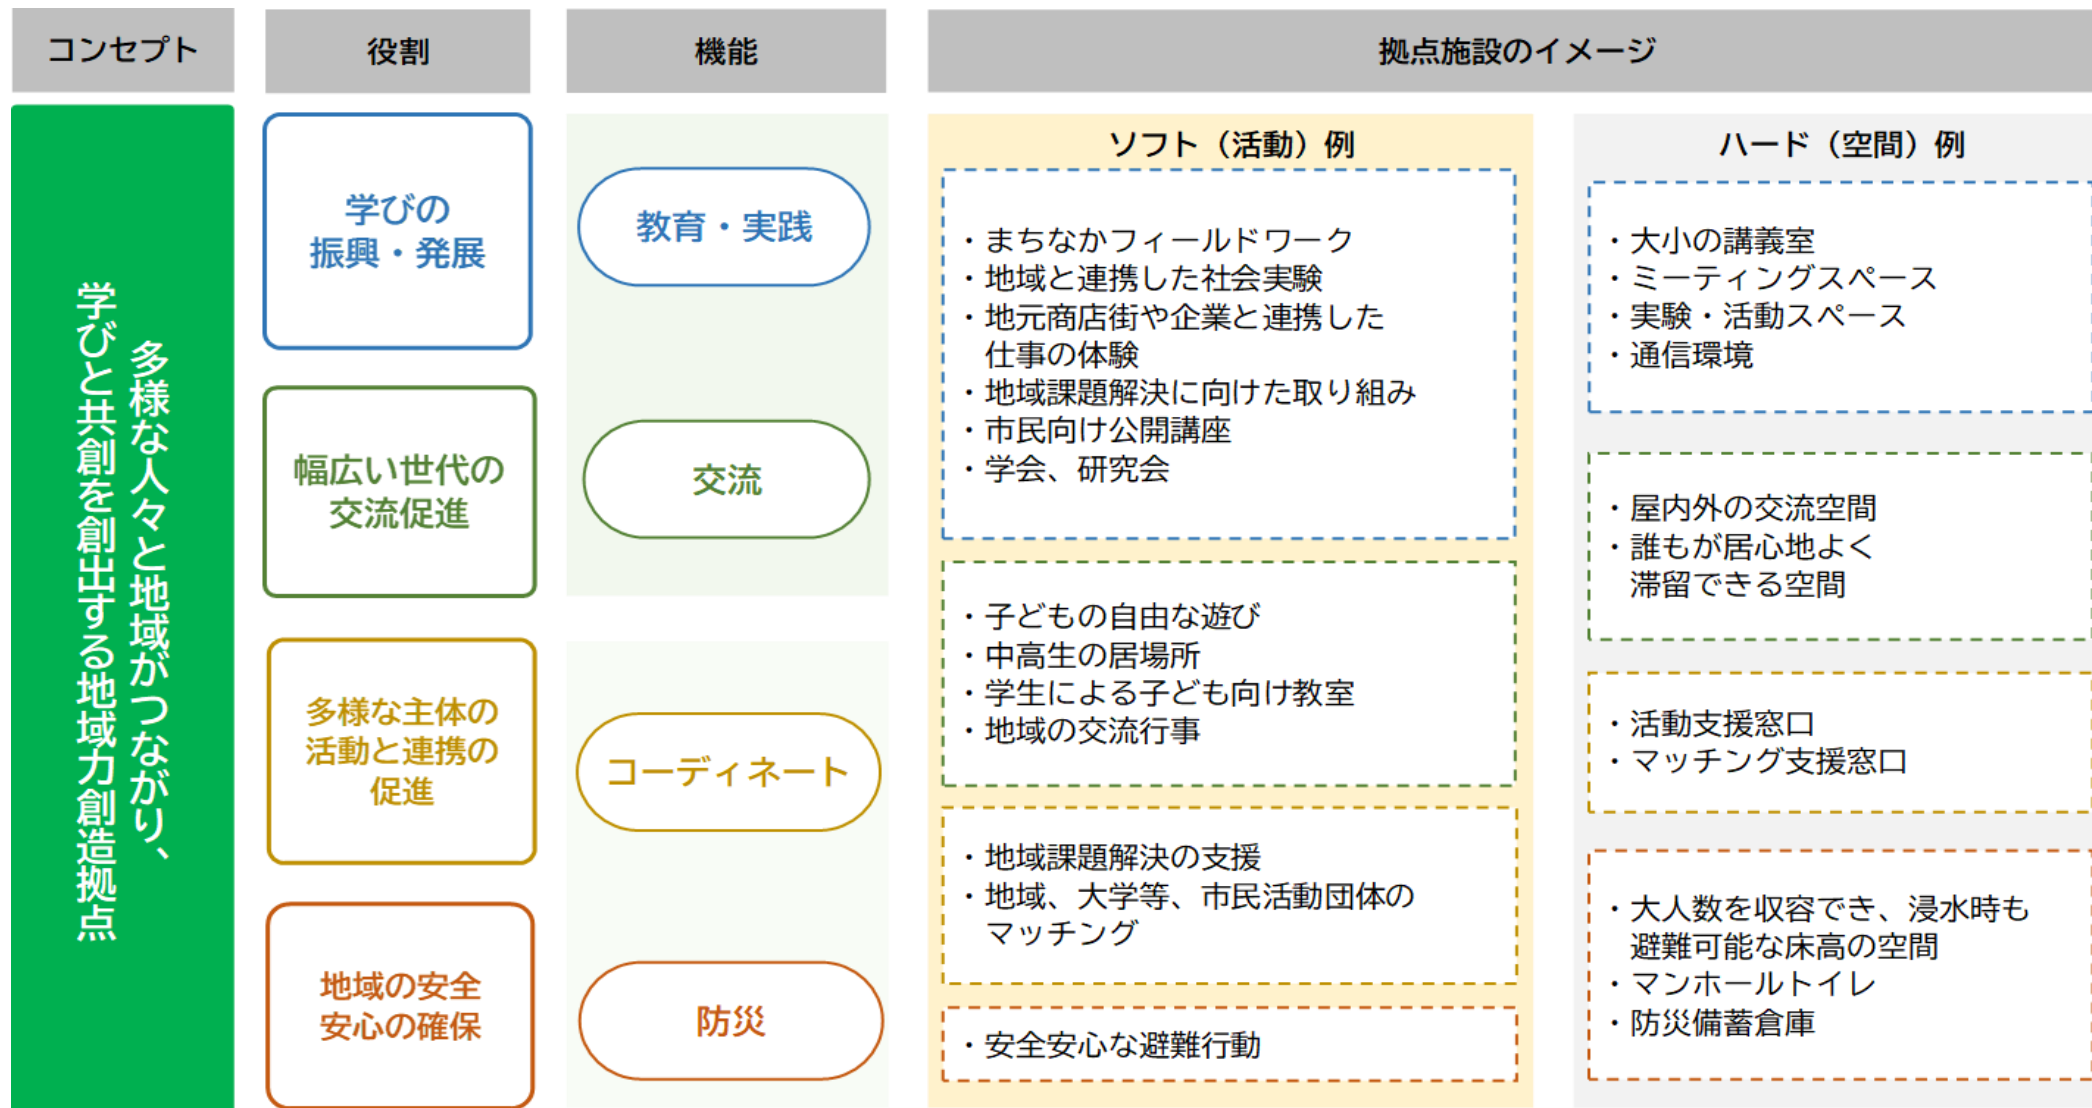 コンセプト
役割
機能
拠点施設のイメージ
多様な人々と地域がつながり、
学びと共創を創出する地域力創造拠点
学びの
振興・発展
教育・実践
幅広い世代の
交流促進
交流
多様な主体の
活動と連携の
促進
コーディネート
地域の安全
安心の確保
防災
ソフト（活動）例
・まちなかフィールドワーク
・地域と連携した社会実験
・地元商店街や企業と連携した
仕事の体験
・地域課題解決に向けた取り組み
・市民向け公開講座
・学会、研究会
・子どもの自由な遊び
・中高生の居場所
・学生による子ども向け教室
・地域の交流行事
・地域課題解決の支援
・地域、大学等、市民活動団体の
マッチング
・安全安心な避難行動
ハード（空間）例
・大小の講義室
・ミーティングスペース
・実験・活動スペース
・通信環境
・屋内外の交流空間
・誰もが居心地よく
滞留できる空間
・活動支援窓口
・マッチング支援窓口
・大人数を収容でき、浸水時も
避難可能な床高の空間
・マンホールトイレ
・防災備蓄倉庫